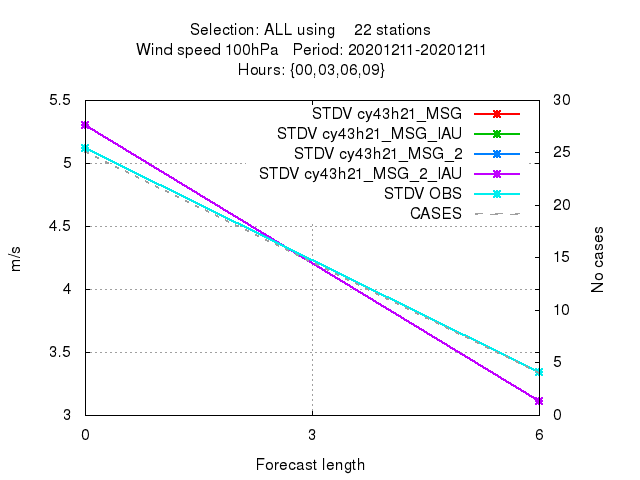 Selection: ALL using 22 stations
Wind speed 100hPa Period: 20201211-20201211
Hours: {00,03,06,09}
5.5
5
4.5
4
3.5
3
m/s
30
25
20
15
10
5
0
No cases
STDV cy43h21_MSG
STDV cy43h21_MSG_IAU
STDV cy43h21_MSG_2
STDV cy43h21_MSG_2_IAU
STDV OBS
CASES
0 3 6
Forecast length